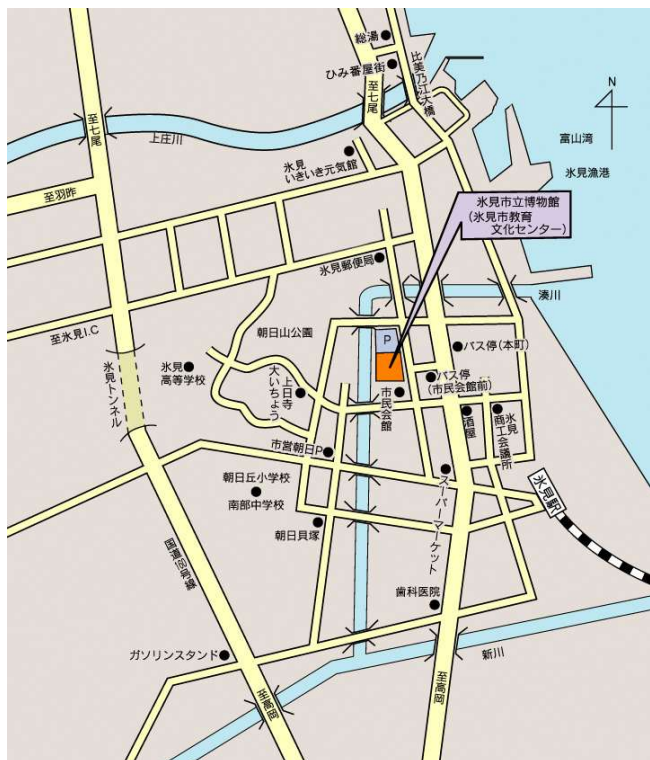 総湯
ひみ番屋街
比美乃江大橋
至七尾
至七尾
上庄川
N
富山湾
氷見漁港
氷見
いきいき元気館
至羽昨
氷見市立博物館
(氷見市教育
文化センター)
氷見郵便局
湊川
至氷見I.C
朝日山公園
P
バス停(本町)
氷見トンネル
氷見
高等学校
上日寺
大いちょう
バス停
(市民会館前)
市民会館
酒屋
氷見
商工会議所
市営朝日P
朝日丘小学校
南部中学校
スーパーマーケット
氷見駅
朝日貝塚
国道160号線
歯科医院
ガソリンスタンド
新川
至高岡
至高岡